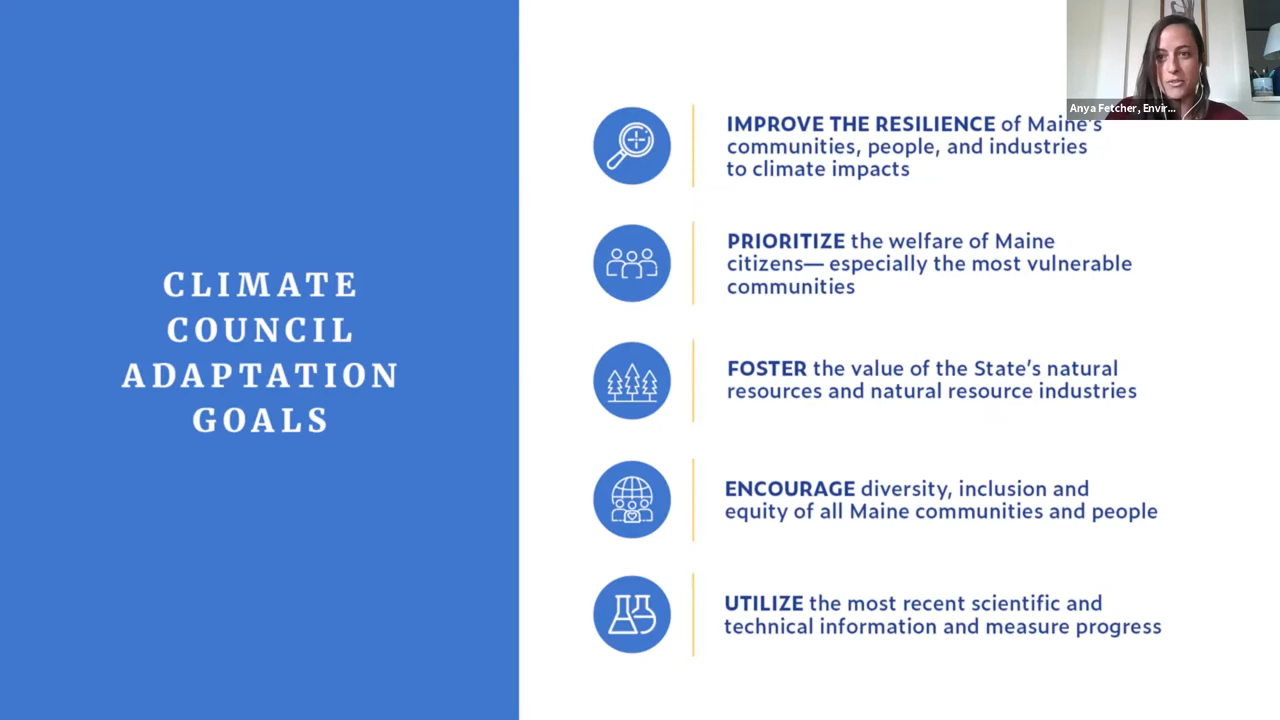 CLIMATE
COUNCIL
ADAPTATION
GOALS
IMPROVE THE RESILIENCE of Maine's
communities, people, and industries
to climate impacts
PRIORITIZE the welfare of Maine
citizens— especially the most vulnerable
communities
FOSTER the value of the State's natural
resources and natural resource industries
ENCOURAGE diversity, inclusion and
equity of all Maine communities and people
UTILIZE the most recent scientific and
technical information and measure progress
Anya Fetcher, Envir...